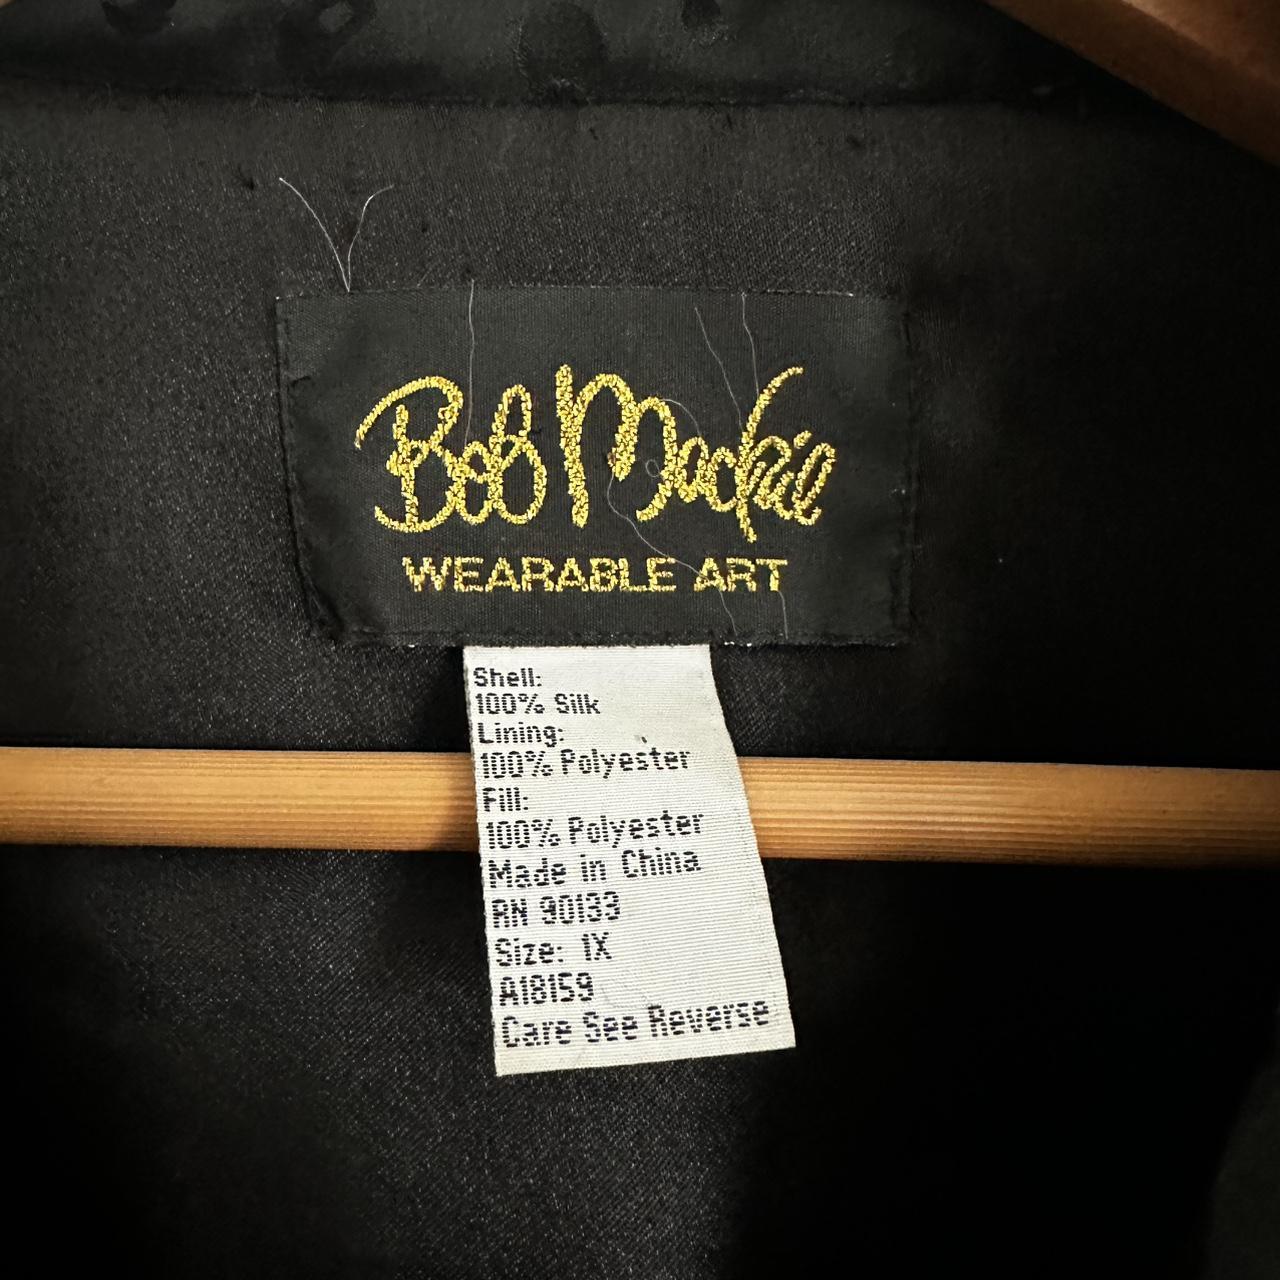 Bob Mackie
WEARABLE ART
Shell:
100% Silk
Lining:
100% Polyester
Fill:
100% Polyester
Made in China
RN 90133
Size: 1X
A18159
Care See Reverse